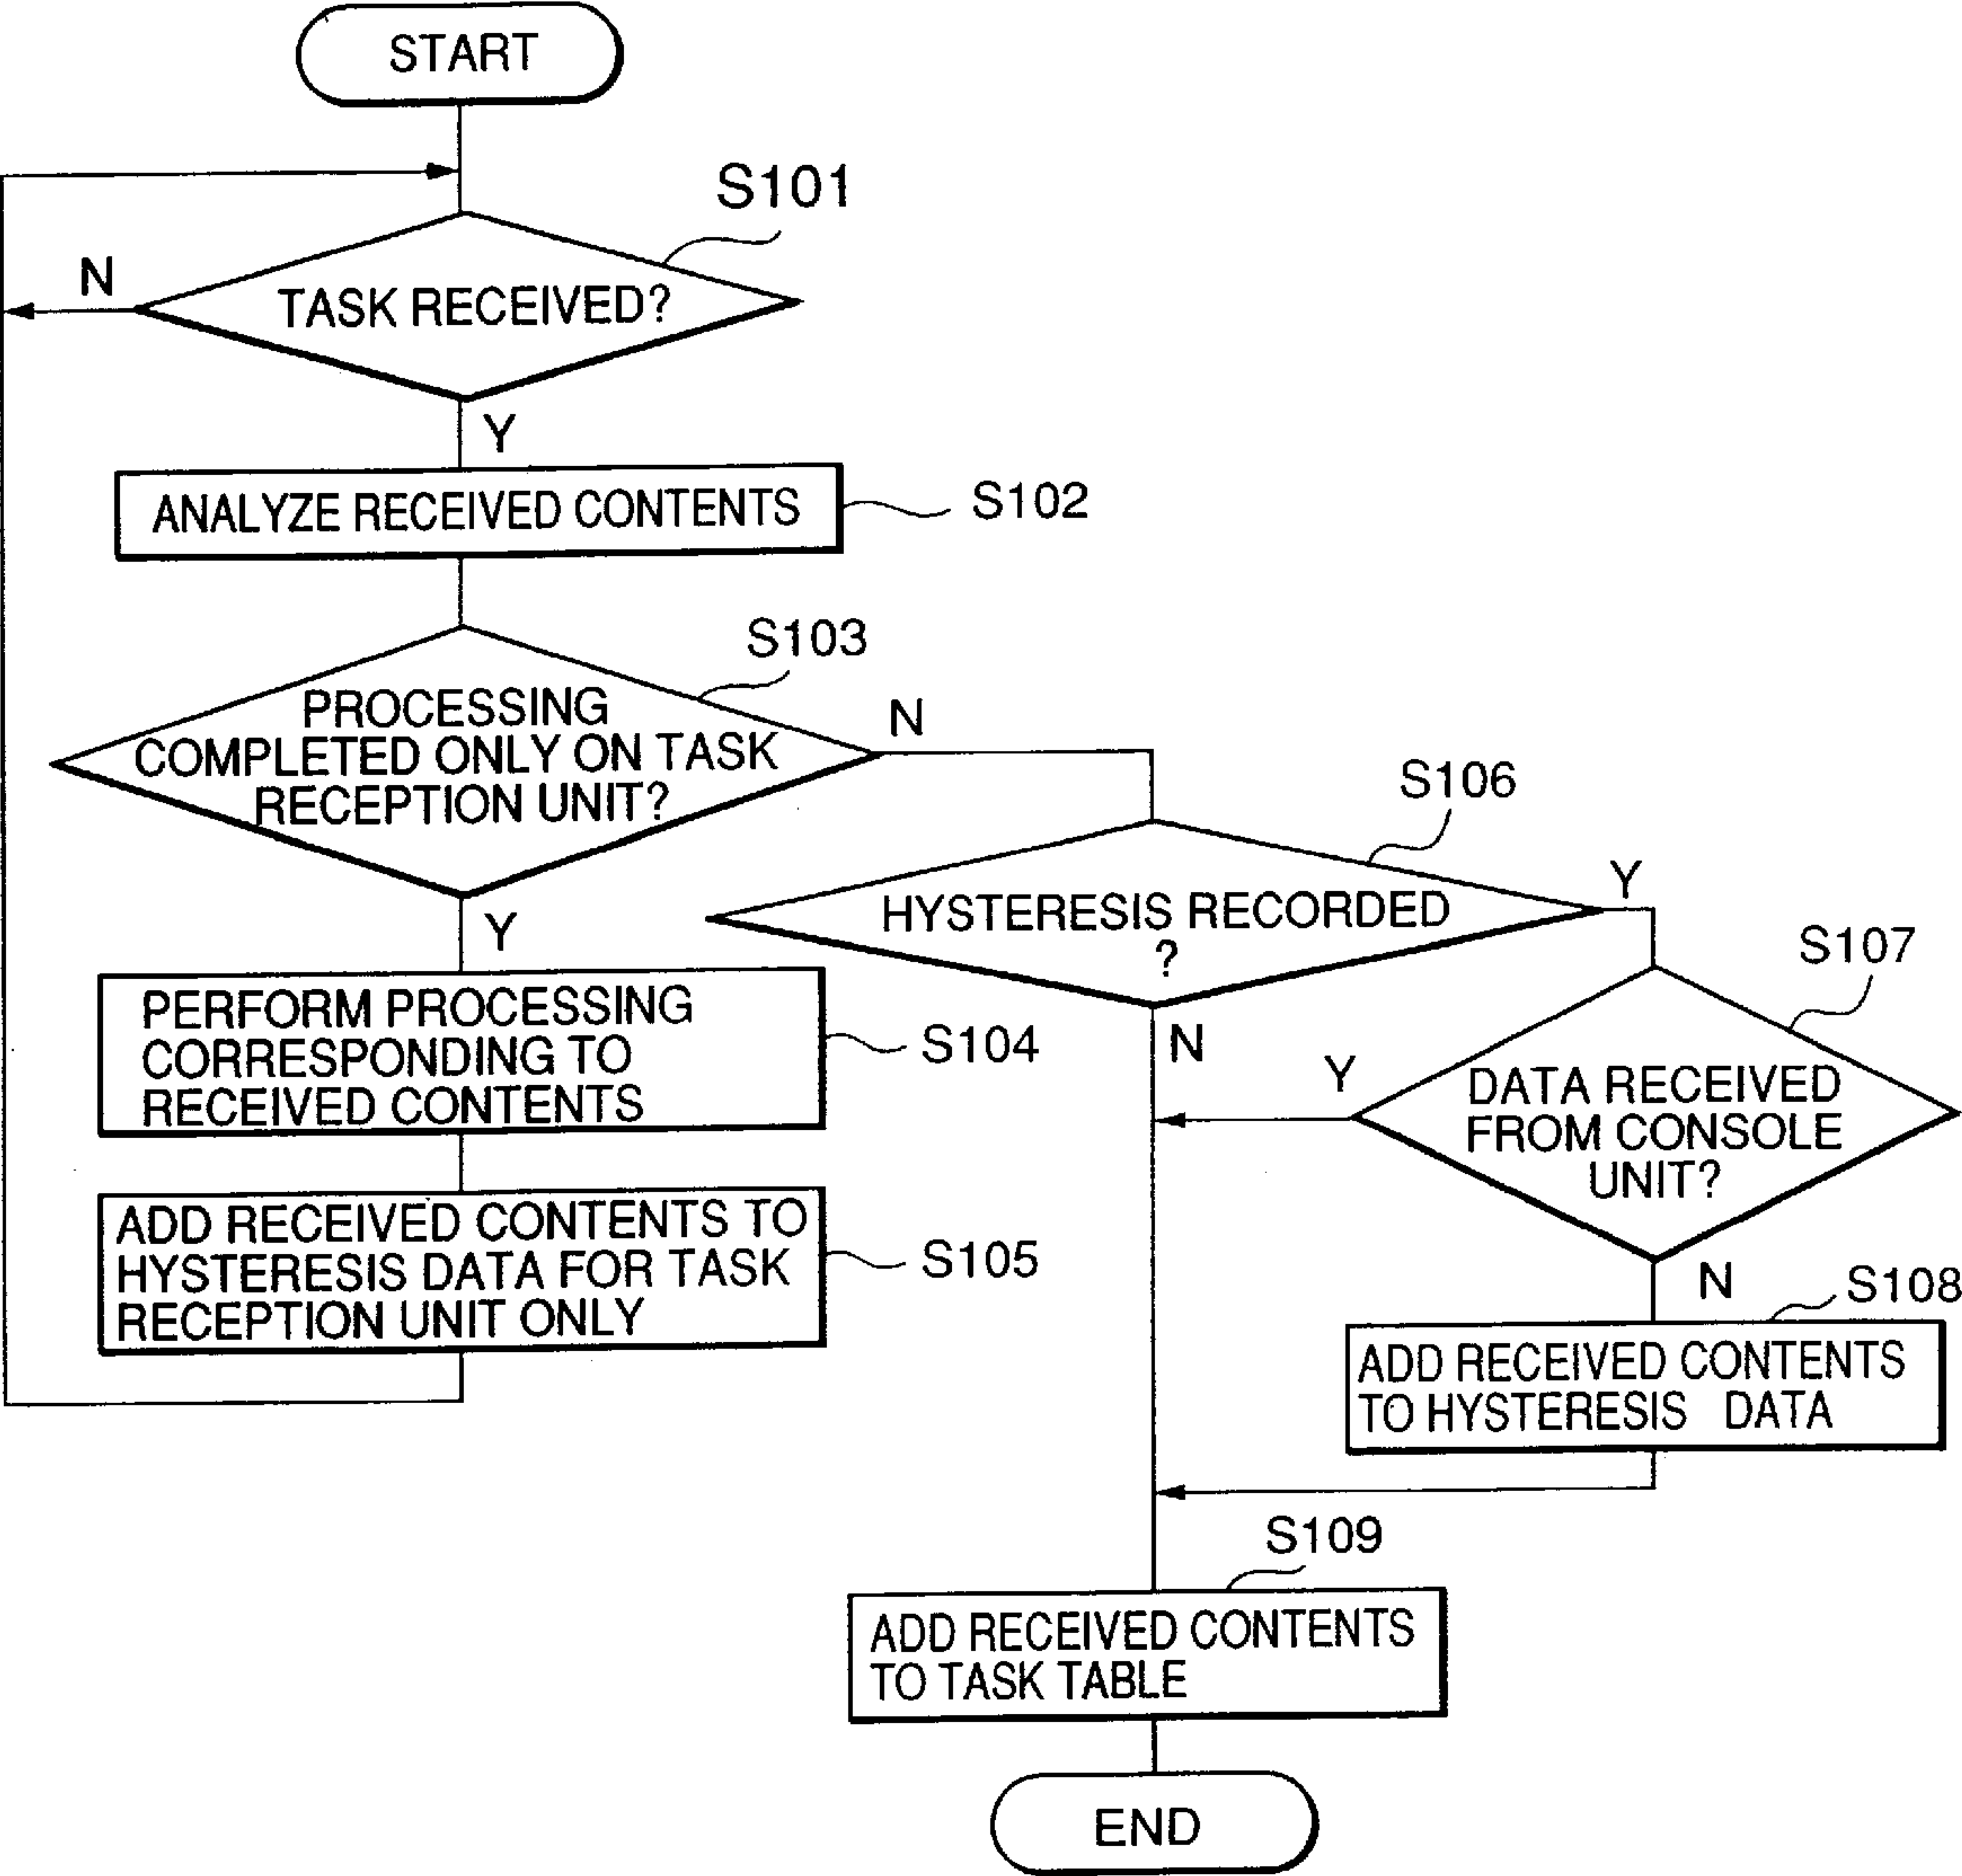 START
S101
N
TASK RECEIVED?
Y
ANALYZE RECEIVED CONTENTS
S102
S103
PROCESSING
COMPLETED ONLY ON TASK
RECEPTION UNIT?
N
Y
S106
HYSTERESIS RECORDED
?
Y
N
S107
DATA RECEIVED
FROM CONSOLE
UNIT?
Y
N
PERFORM PROCESSING
CORRESPONDING TO
RECEIVED CONTENTS
S104
ADD RECEIVED CONTENTS TO
HYSTERESIS DATA FOR TASK
RECEPTION UNIT ONLY
S105
S108
ADD RECEIVED CONTENTS
TO HYSTERESIS DATA
S109
ADD RECEIVED CONTENTS
TO TASK TABLE
END